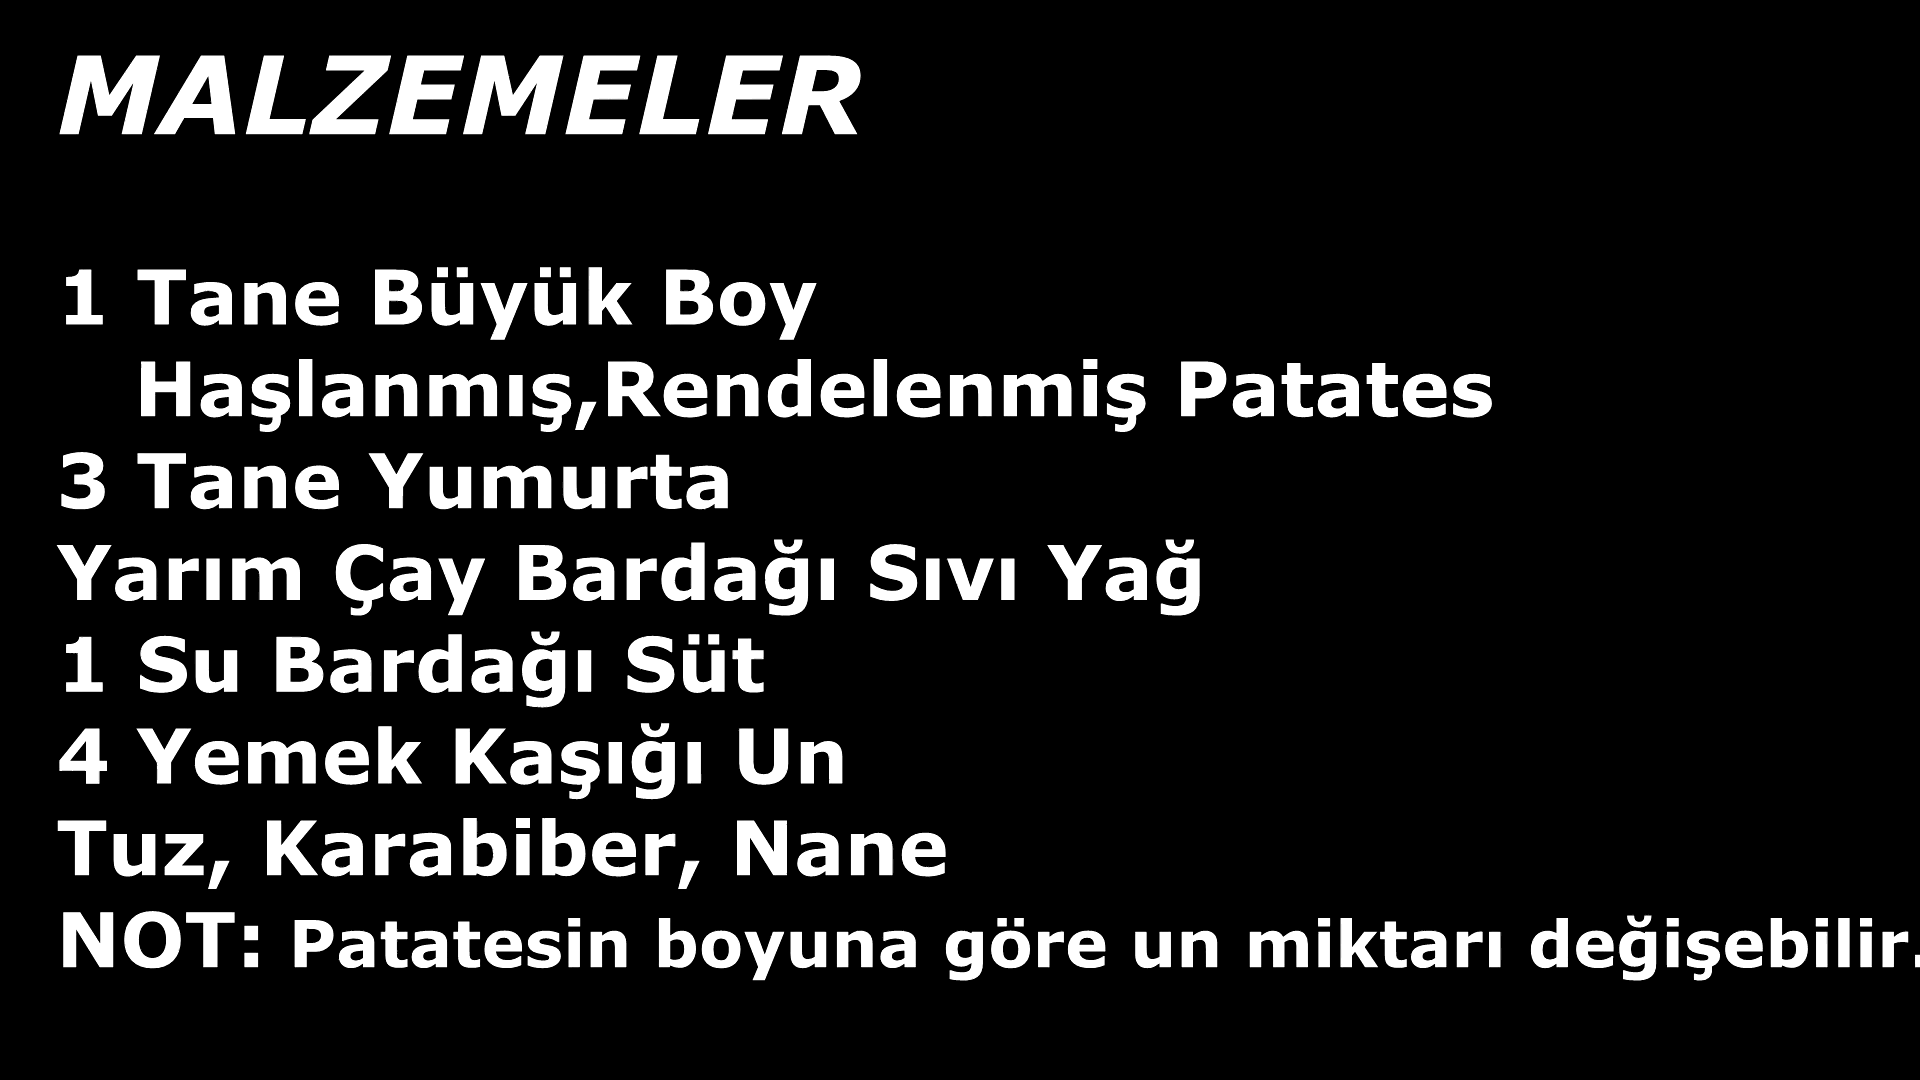 MALZEMELER
1 Tane Büyük Boy
Haşlanmış,Rendelenmiş Patates
3 Tane Yumurta
Yarım Çay Bardağı Sıvı Yağ
1 Su Bardağı Süt
4 Yemek Kaşığı Un
Tuz, Karabiber, Nane
NOT: Patatesin boyuna göre un miktarı değişebilir.